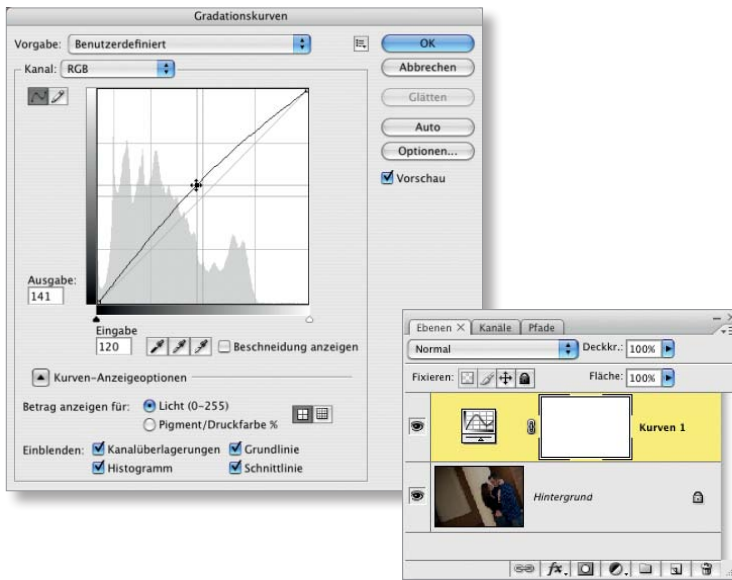 Gradationskurven
Vorgabe: Benutzerdefiniert
OK
Kanal: RGB
Abbrechen
Glätten
Auto
Optionen...
Vorschau
Ausgabe:
141
Eingabe
120
Beschneidung anzeigen
Kurven-Anzeigeoptionen
Betrag anzeigen für: Licht (0–255)
Pigment/Druckfarbe %
Einblenden: Kanalüberlagerungen Grundlinie
Histogramm Schnittlinie
Ebenen × Kanäle Pfade
Normal Deckkr.: 100%
Fixieren: Fläche: 100%
Kurven 1
Hintergrund
fx.